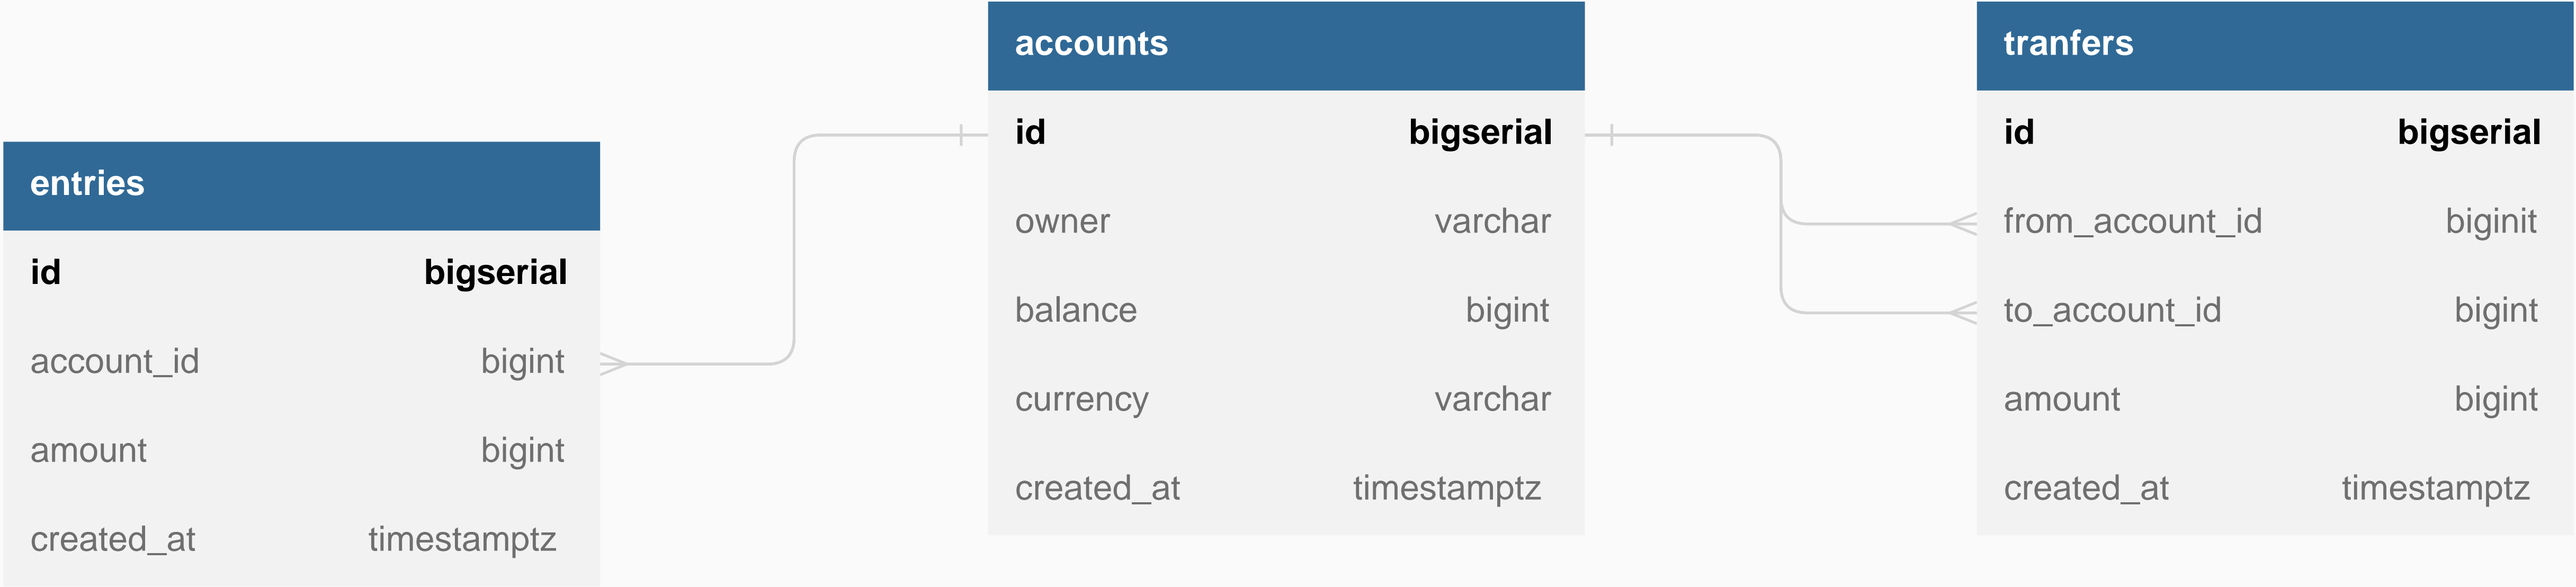 entries
id bigserial
account_id bigint
amount bigint
created_at timestamptz
accounts
id bigserial
owner varchar
balance bigint
currency varchar
created_at timestamptz
tranfers
id bigserial
from_account_id biginit
to_account_id bigint
amount bigint
created_at timestamptz